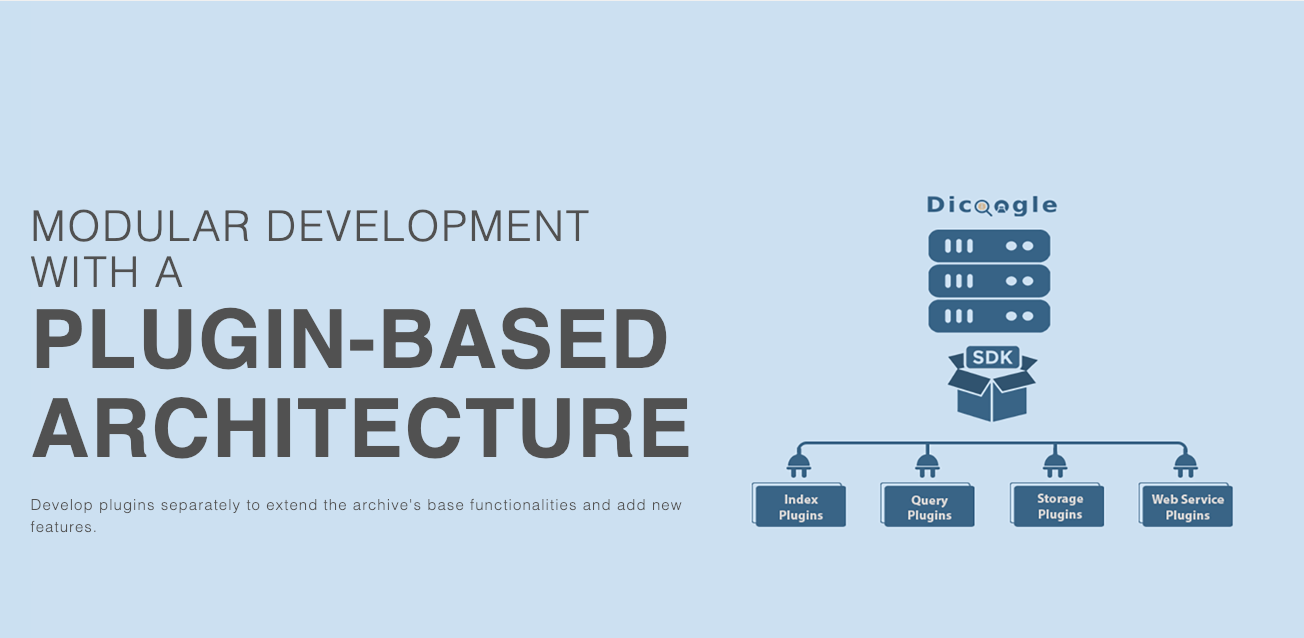 MODULAR DEVELOPMENT
WITH A
PLUGIN-BASED
ARCHITECTURE
Develop plugins separately to extend the archive's base functionalities and add new
features.
Dicoogle
SDK
Index
Plugins
Query
Plugins
Storage
Plugins
Web Service
Plugins